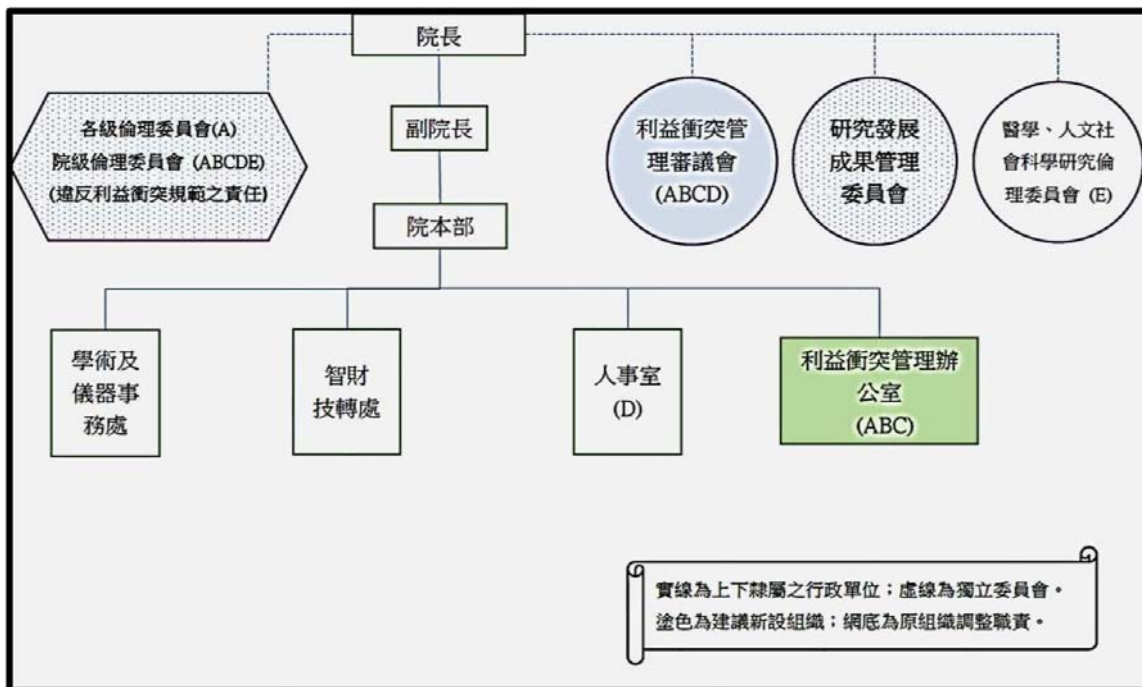 院長
各級倫理委員會(A)
院級倫理委員會 (ABCDE)
(違反利益衝突規範之責任)
副院長
利益衝突管
理審議會
(ABCD)
研究發展
成果管理
委員會
醫學、人文社
會科學研究倫
理委員會 (E)
院本部
學術及
儀器事
務處
智財
技轉處
人事室
(D)
利益衝突管理辦
公室
(ABC)
實線為上下隸屬之行政單位；虛線為獨立委員會。
塗色為建議新設組織；網底為原組織調整職責。